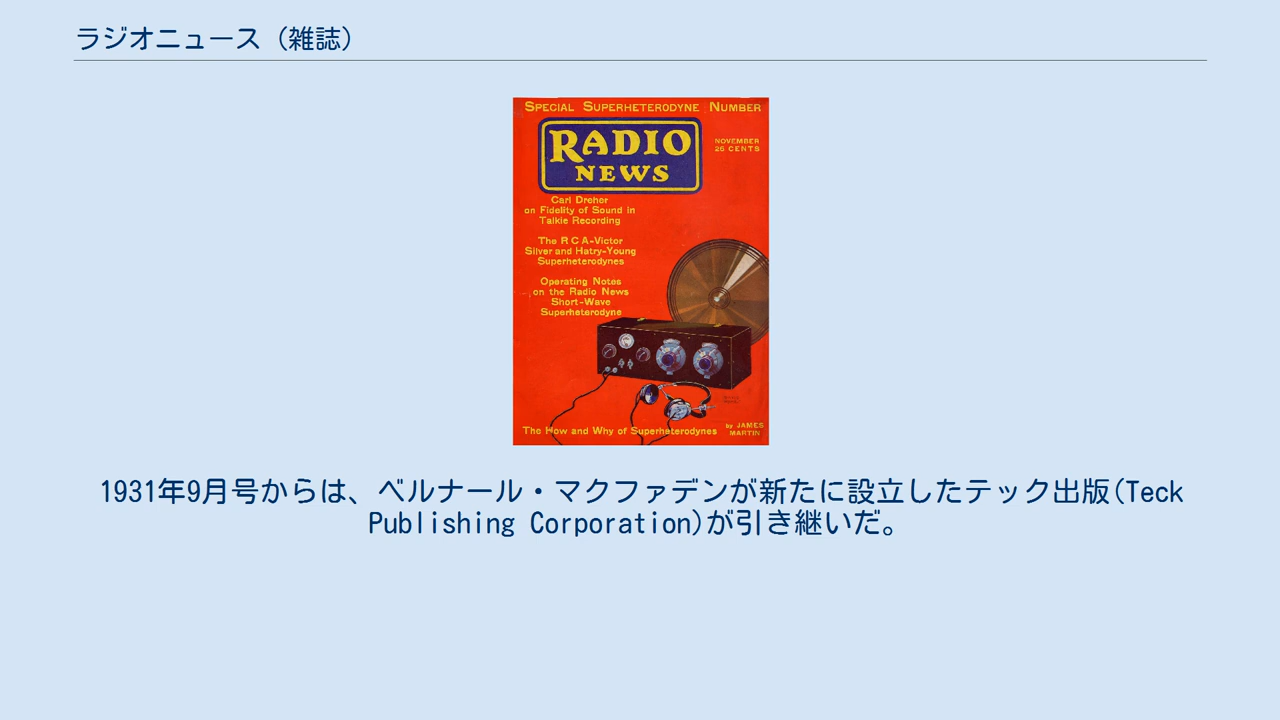 ラジオニュース（雑誌）
SPECIAL SUPERHETERODYNE NUMBER
RADIO
NEWS
NOVEMBER
26 CENTS
Carl Dreher
on Fidelity of Sound in
Talkie Recording
The R C A-Victor
Silver and Hatry-Young
Superheterodynes
Operating Notes
on the Radio News
Short-Wave
Superheterodyne
The How and Why of Superheterodynes
by JAMES
MARTIN
1931年9月号からは、ベルナール・マクファデンが新たに設立したテック出版(Teck
Publishing Corporation)が引き継いだ。